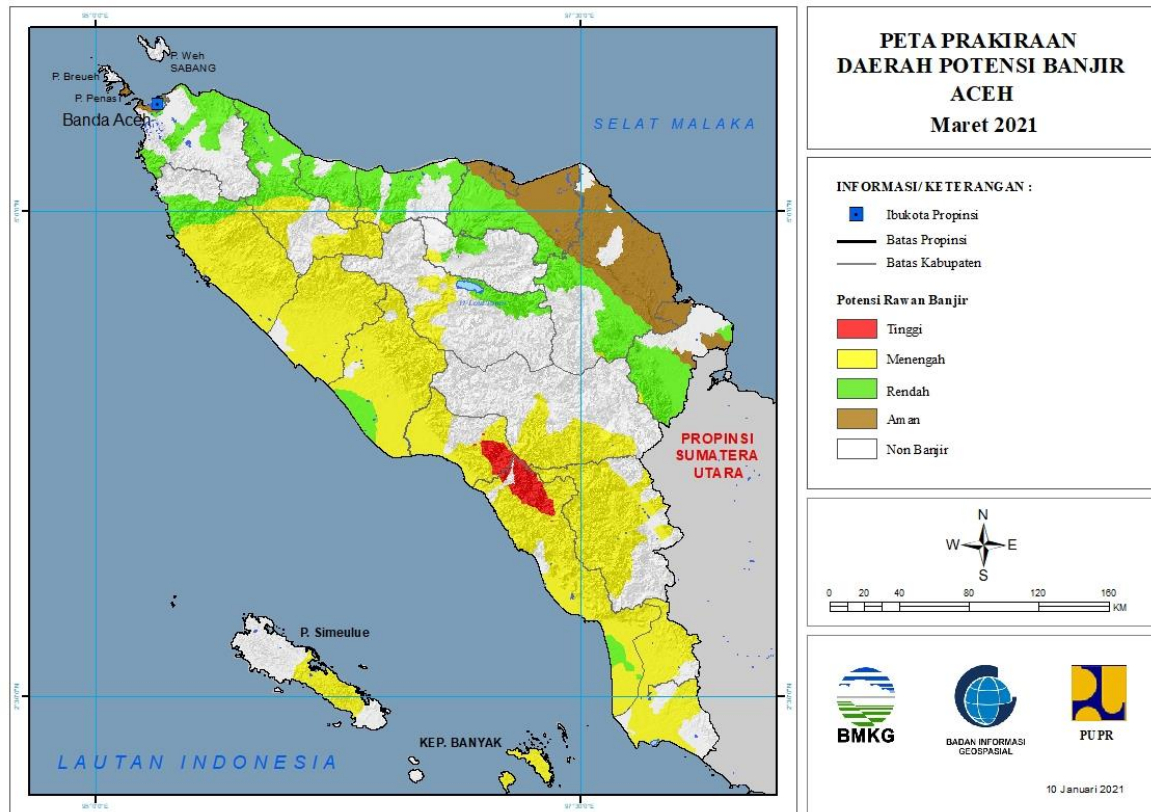 PETA PRAKIRAAN
DAERAH POTENSI BANJIR
ACEH
Maret 2021
INFORMASI/ KETERANGAN :
Ibukota Propinsi
Batas Propinsi
Batas Kabupaten
Potensi Rawan Banjir
Tinggi
Menengah
Rendah
Aman
Non Banjir
N
W E
S
0 20 40 80 120 160
KM
BMKG
BADAN INFORMASI
GEOSPASIAL
PUPR
10 Januari 2021
P. Weh
SABANG
P. Breueh
P. Penasi
Banda Aceh
SELAT MALAKA
PROPINSI
SUMATERA
UTARA
P. Simeulue
KEP. BANYAK
LAUTAN INDONESIA